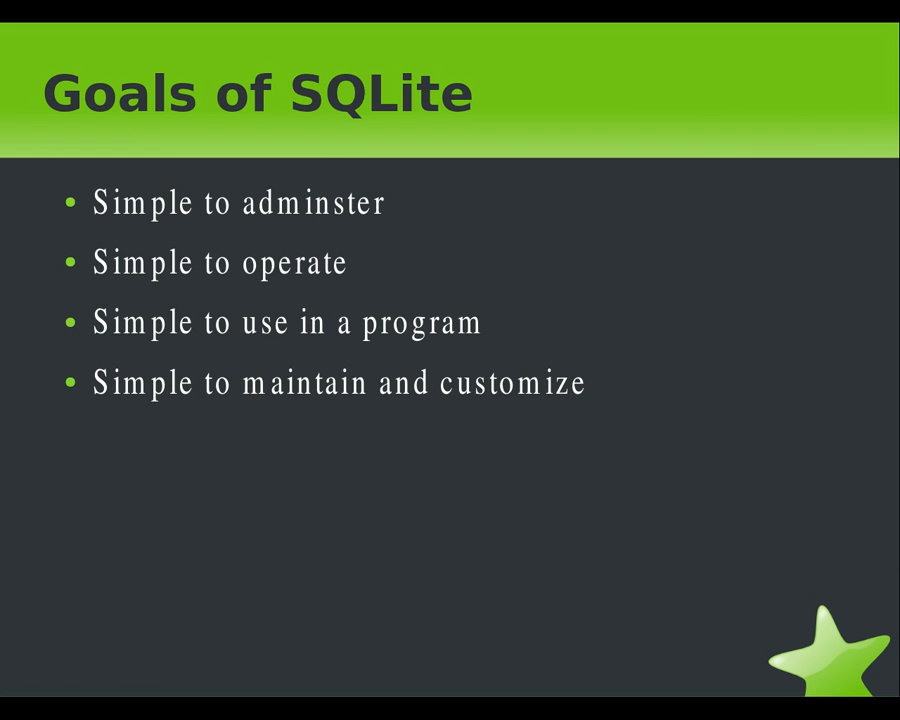 Goals of SQLite
• Simple to adminster
• Simple to operate
• Simple to use in a program
• Simple to maintain and customize